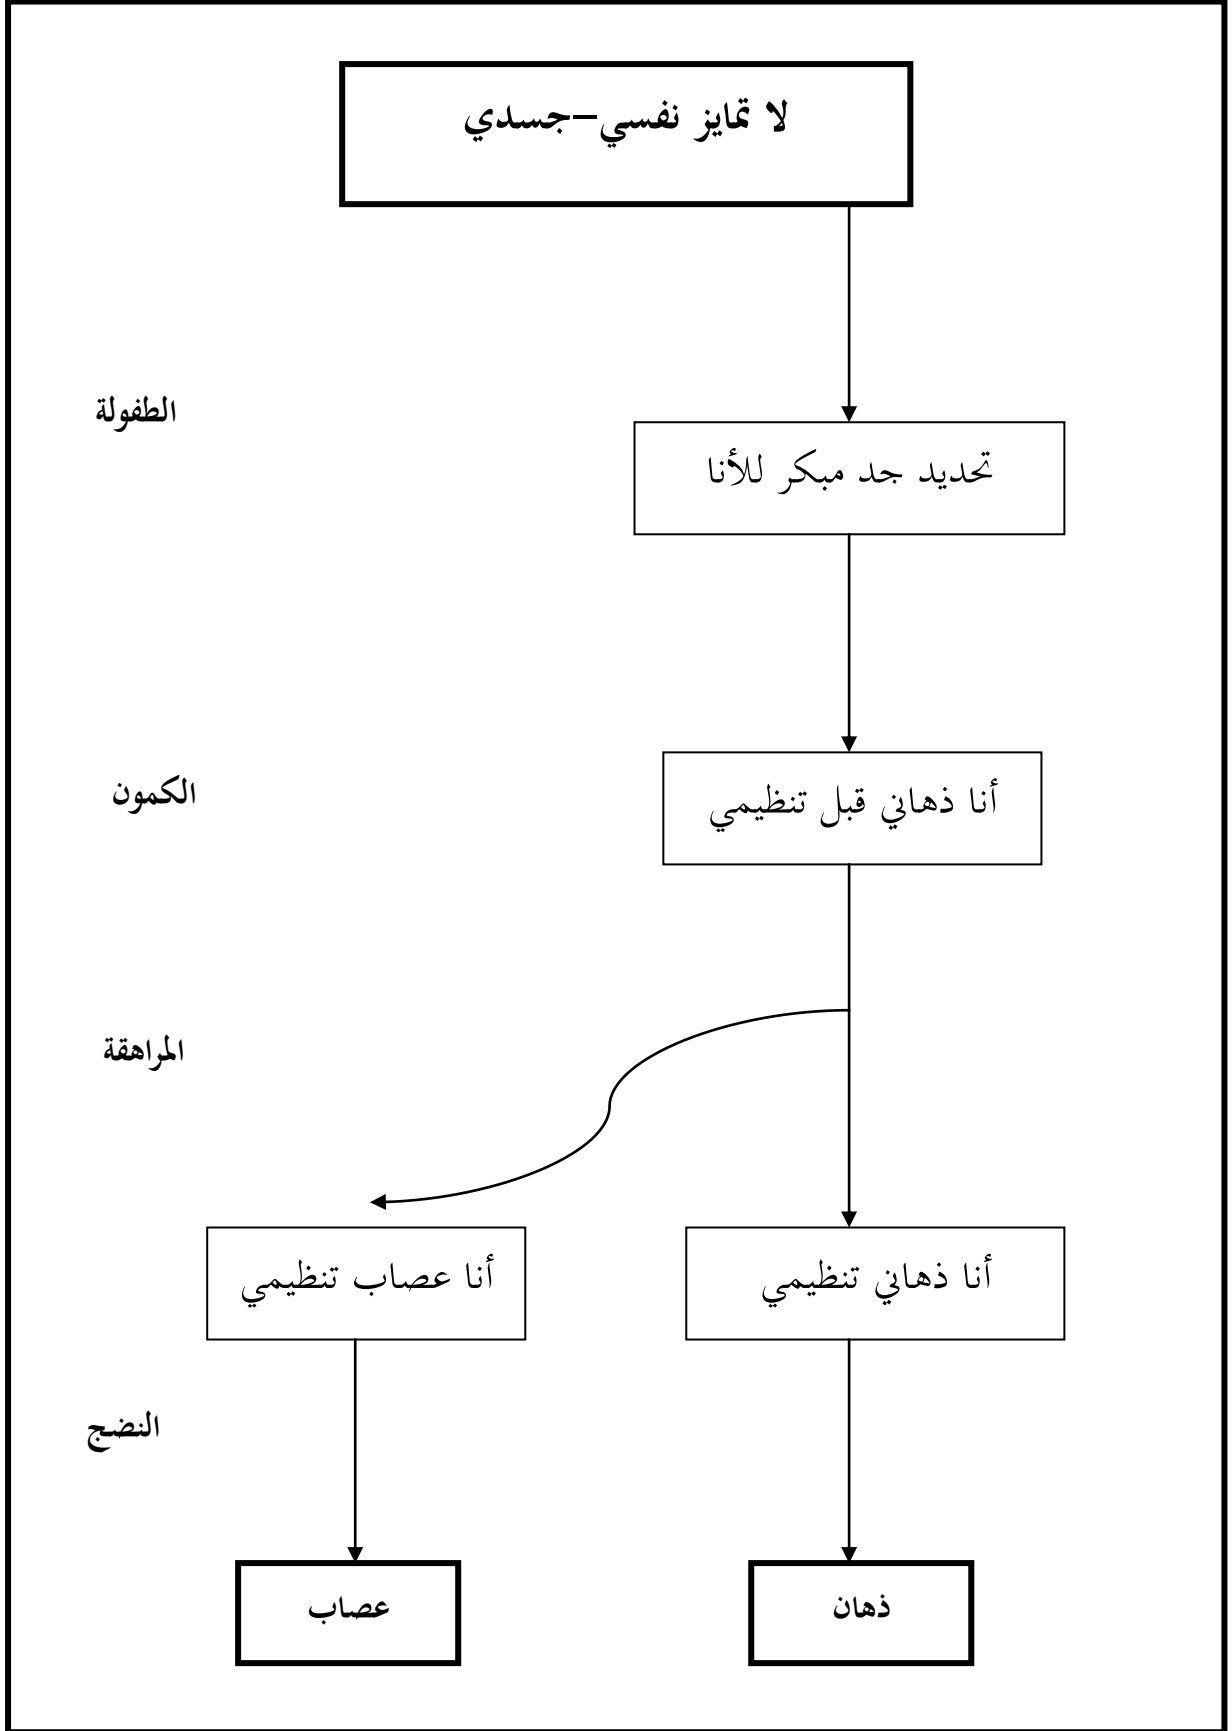 لا تمايز نفسي-جسدي
الطفولة
تحديد جد مبكر للأنا
الكمون
أنا ذهاني قبل تنظيمي
المراهقة
أنا ذهاني تنظيمي
أنا عصاب تنظيمي
النضج
ذهان
عصاب